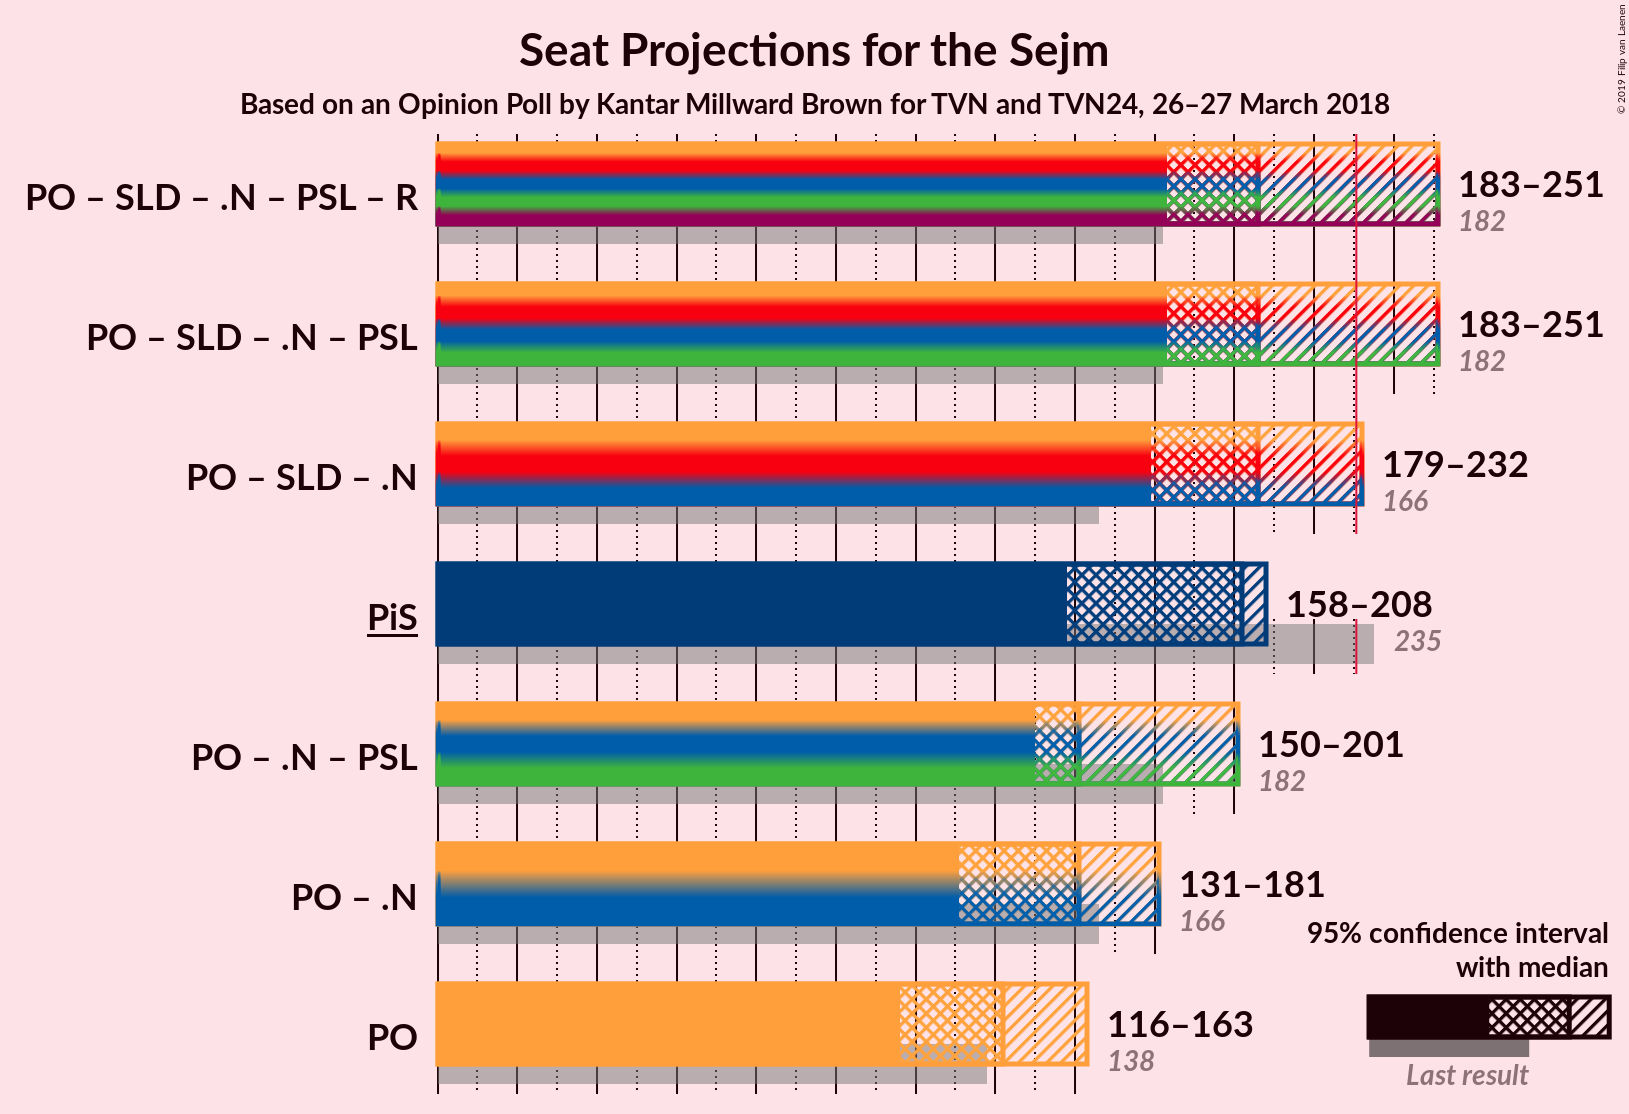 Seat Projections for the Sejm
Based on an Opinion Poll by Kantar Millward Brown for TVN and TVN24, 26–27 March 2018
© 2019 Filip van Laenen
PO – SLD – .N – PSL – R
183–251
182
PO – SLD – .N – PSL
183–251
182
PO – SLD – .N
179–232
166
PiS
158–208
235
PO – .N – PSL
150–201
182
PO – .N
131–181
166
PO
116–163
138
95% confidence interval
with median
Last result